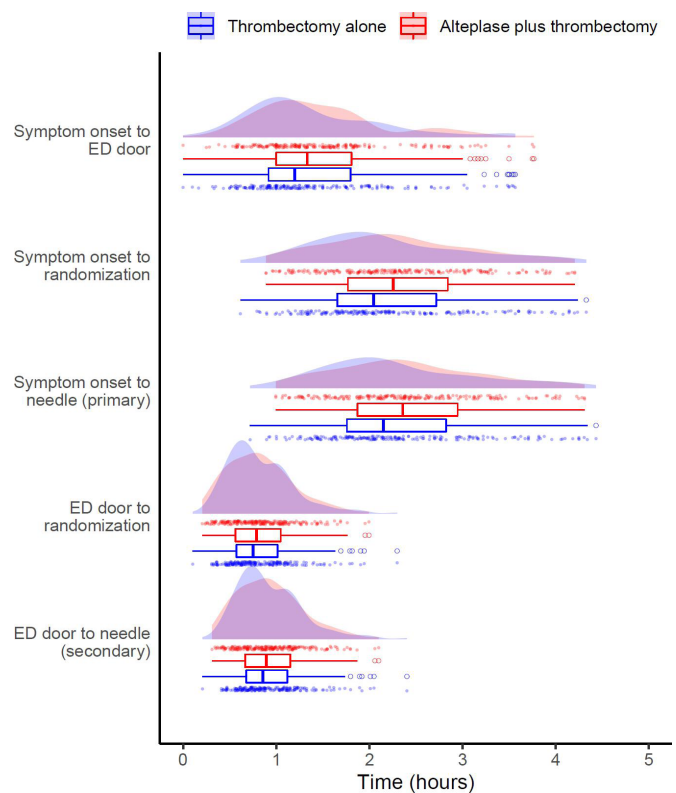 Thrombectomy alone Alteplase plus thrombectomy
Symptom onset to
ED door
Symptom onset to
randomization
Symptom onset to
needle (primary)
ED door to
randomization
ED door to needle
(secondary)
0 1 2 3 4 5
Time (hours)